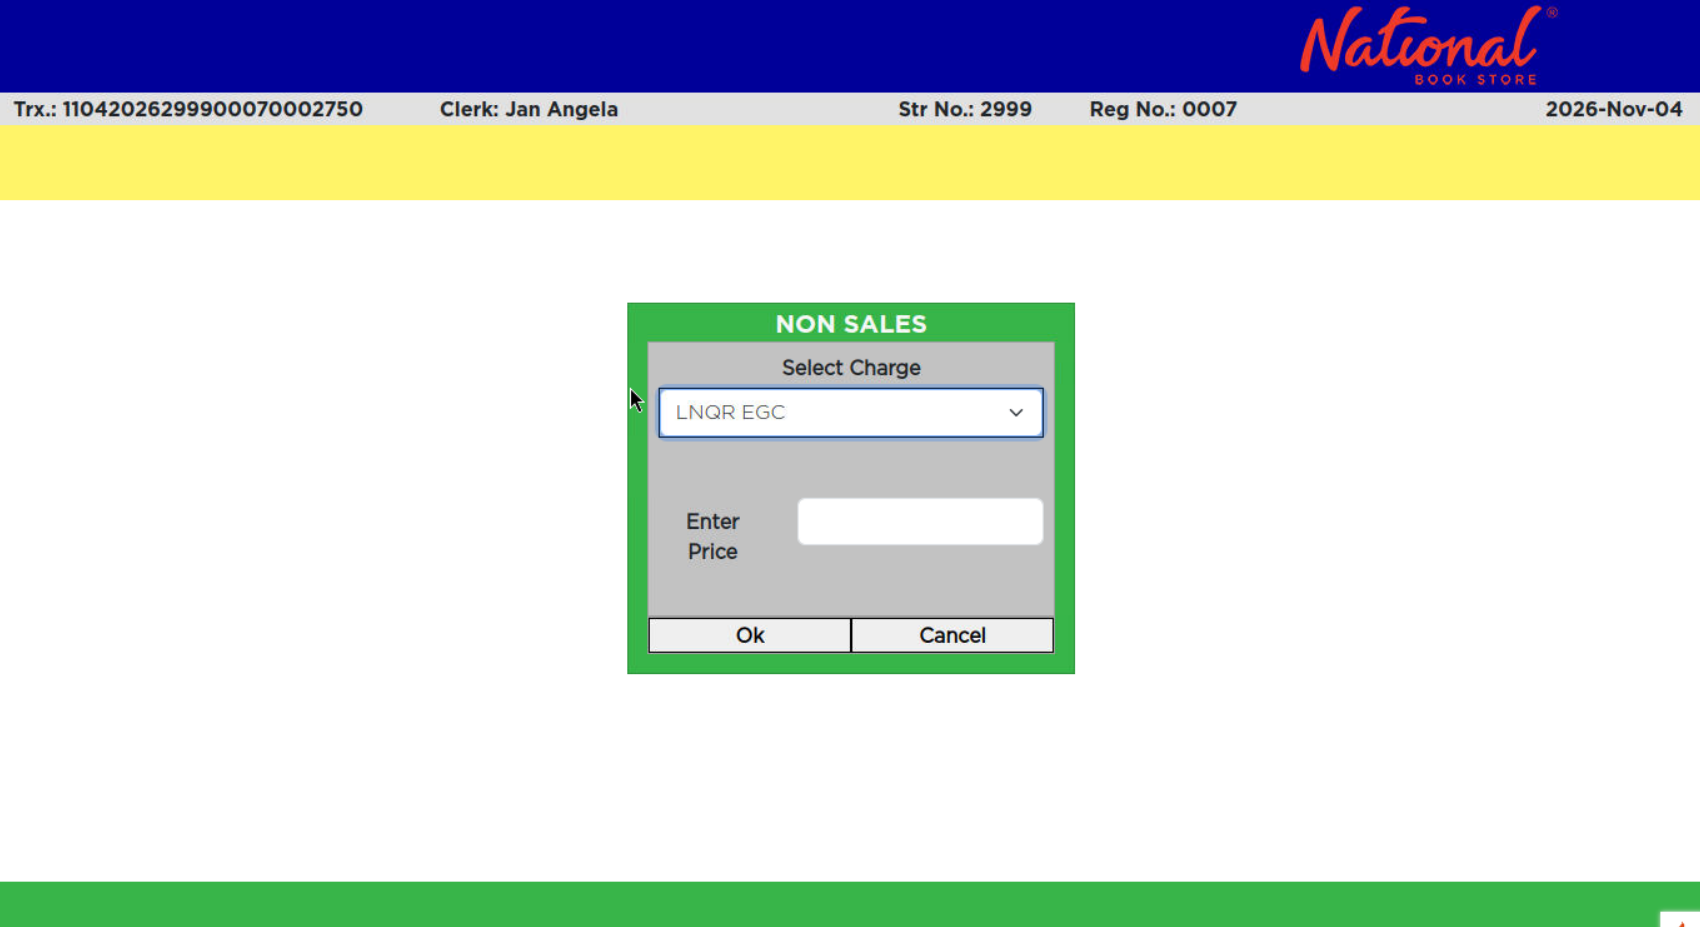 National®
BOOK STORE
Trx.: 11042026299900070002750 Clerk: Jan Angela Str No.: 2999 Reg No.: 0007 2026-Nov-04
NON SALES
Select Charge
LNQR EGC
Enter
Price
Ok Cancel